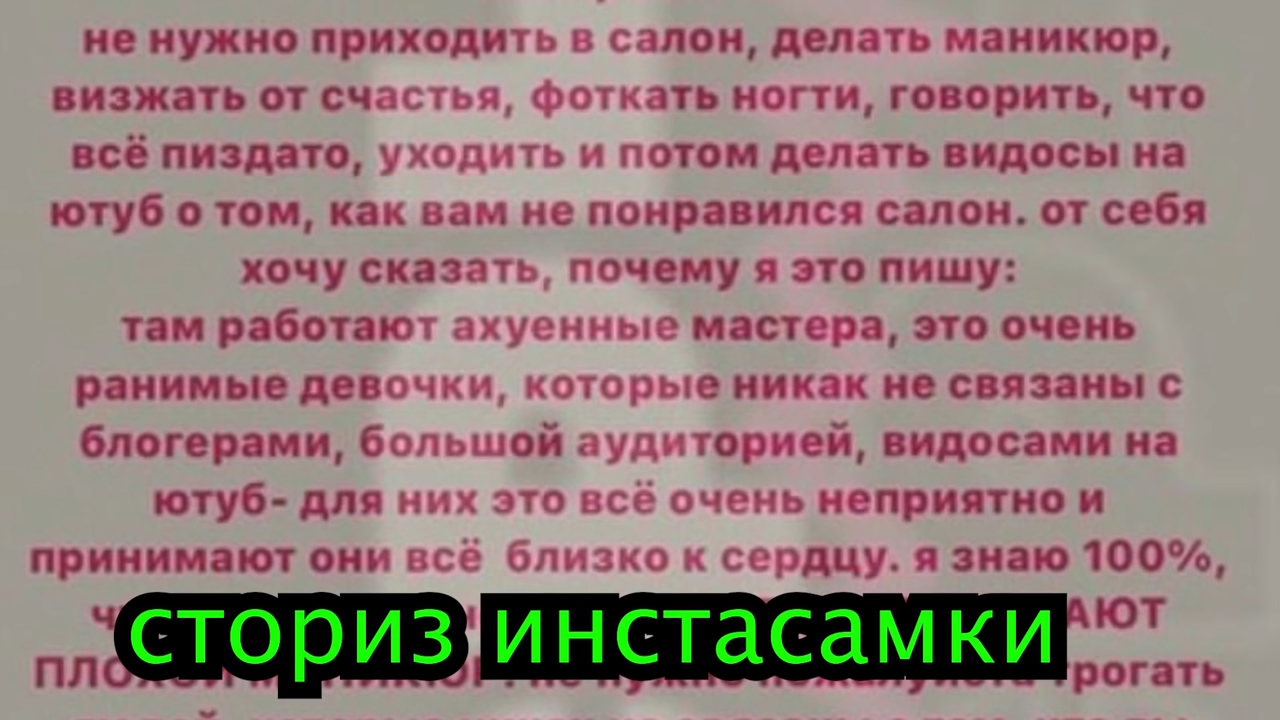 не нужно приходить в салон, делать маникюр,
визжать от счастья, фоткать ногти, говорить, что
всё пиздато, уходить и потом делать видосы на
ютуб о том, как вам не понравился салон. от себя
хочу сказать, почему я это пишу:
там работают ахуенные мастера, это очень
ранимые девочки, которые никак не связаны с
блогерами, большой аудиторией, видосами на
ютуб- для них это всё очень неприятно и
принимают они всё близко к сердцу. я знаю 100%,
сториз инстасамки
трогать